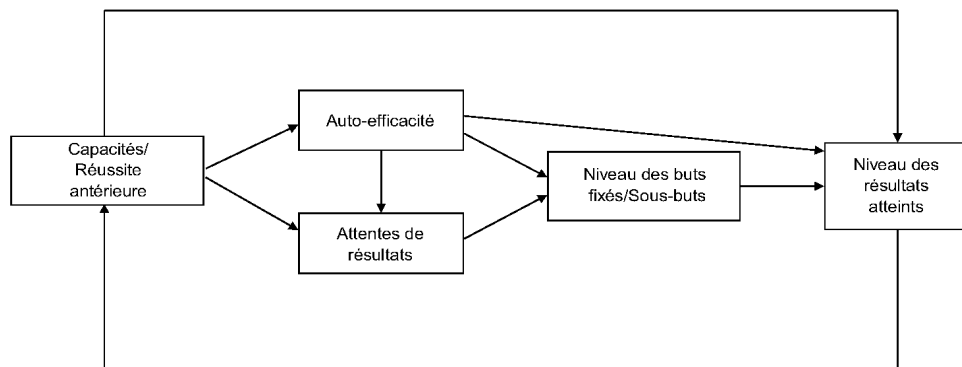 Capacités/
Réussite
antérieure
Auto-efficacité
Attentes de
résultats
Niveau des buts
fixés/Sous-buts
Niveau des
résultats
atteints